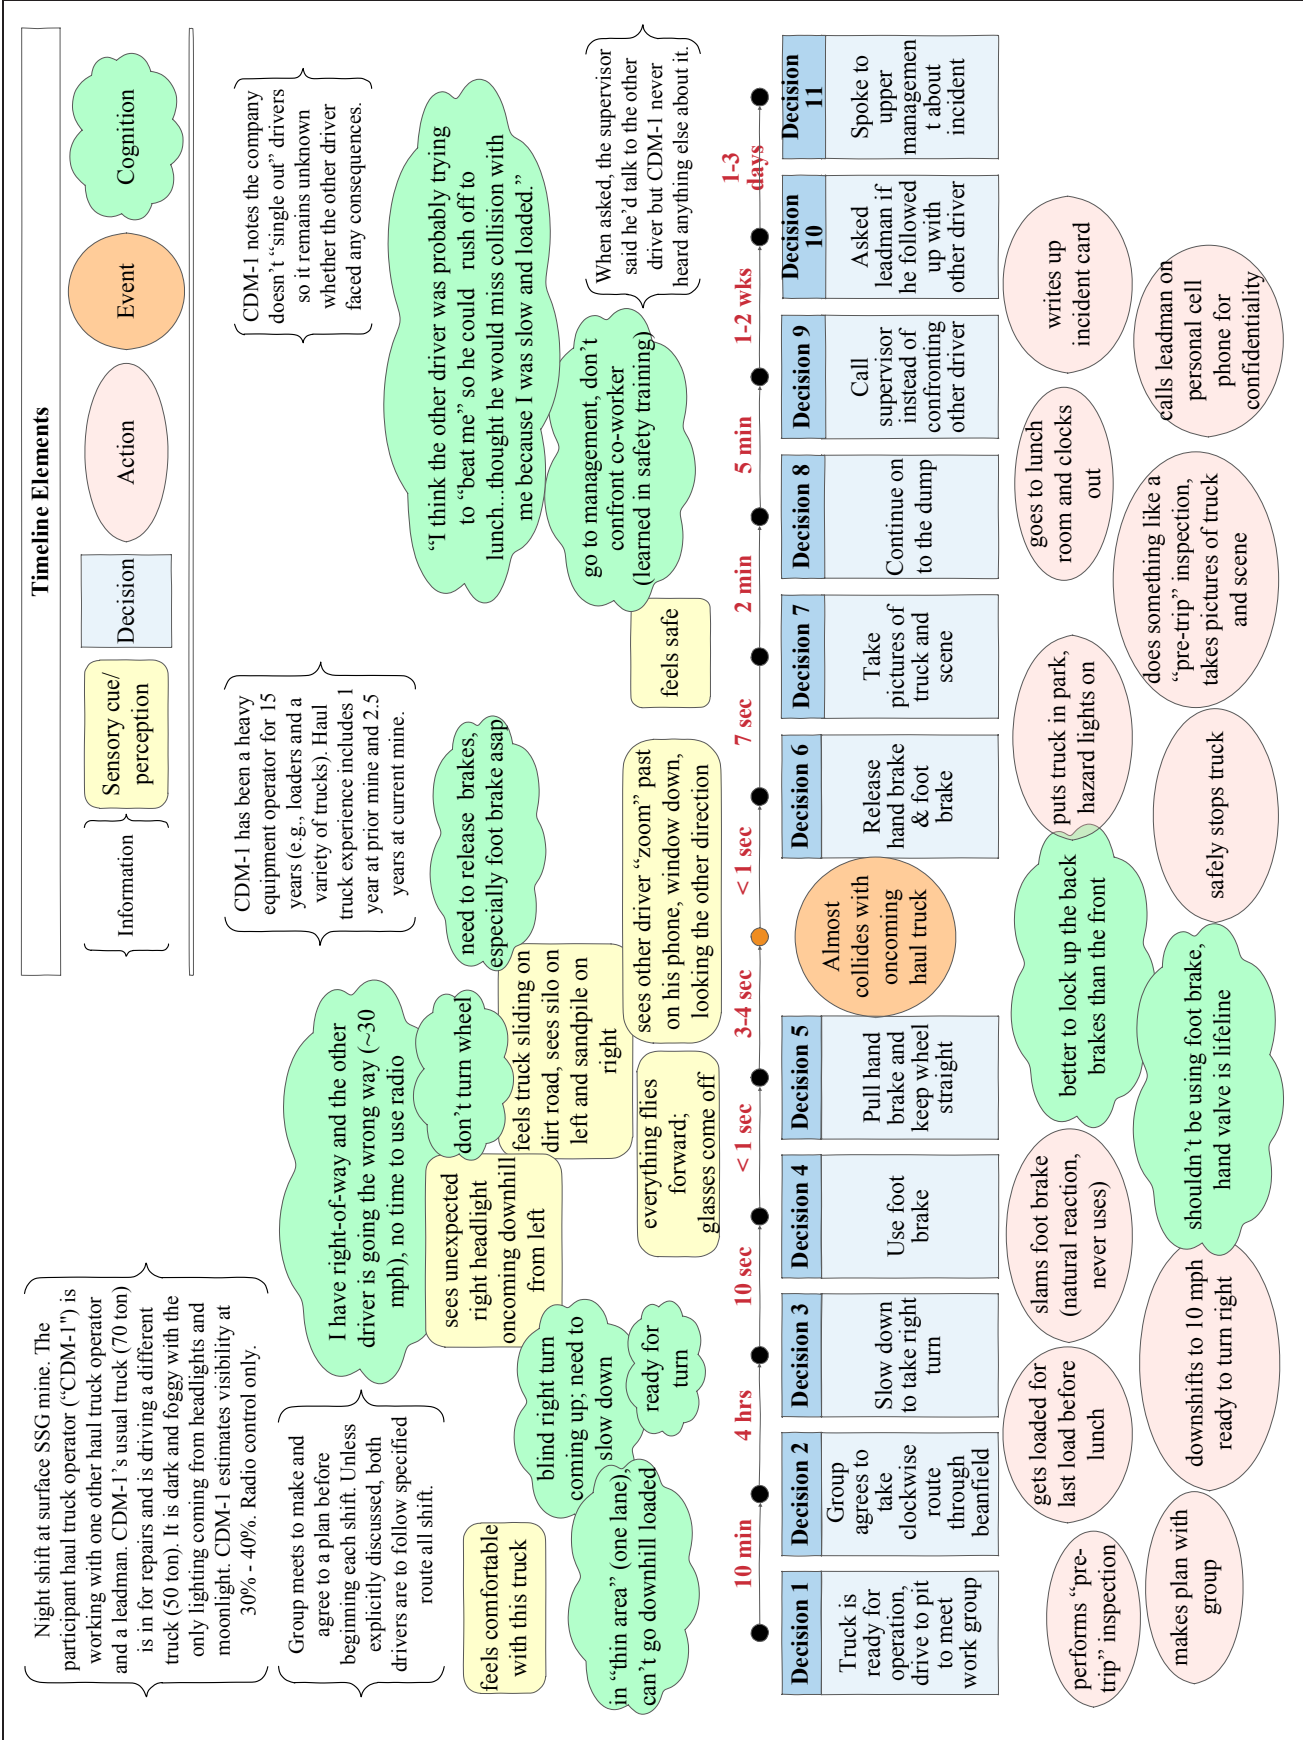 Timeline Elements
Information
Sensory cue/
perception
Decision
Action
Event
Cognition
Night shift at surface SSG mine. The
participant haul truck operator (“CDM-1") is
working with one other haul truck operator
and a leadman. CDM-1’s usual truck (70 ton)
is in for repairs and is driving a different
truck (50 ton). It is dark and foggy with the
only lighting coming from headlights and
moonlight. CDM-1 estimates visibility at
30% - 40%. Radio control only.
Group meets to make and
agree to a plan before
beginning each shift. Unless
explicitly discussed, both
drivers are to follow specified
route all shift.
CDM-1 has been a heavy
equipment operator for 15
years (e.g., loaders and a
variety of trucks). Haul
truck experience includes 1
year at prior mine and 2.5
years at current mine.
CDM-1 notes the company
doesn’t “single out” drivers
so it remains unknown
whether the other driver
faced any consequences.
feels comfortable
with this truck
in “thin area” (one lane),
can’t go downhill loaded
blind right turn
coming up; need to
slow down
ready for
turn
I have right-of-way and the other
driver is going the wrong way (~30
mph), no time to use radio
sees unexpected
right headlight
oncoming downhill
from left
don’t turn wheel
feels truck sliding on
dirt road, sees silo on
left and sandpile on
right
everything flies
forward;
glasses come off
need to release brakes,
especially foot brake asap
sees other driver “zoom” past
on his phone, window down,
looking the other direction
feels safe
“I think the other driver was probably trying
to “beat me” so he could rush off to
lunch...thought he would miss collision with
me because I was slow and loaded.”
go to management, don’t
confront co-worker
(learned in safety training)
When asked, the supervisor
said he’d talk to the other
driver but CDM-1 never
heard anything else about it.
10 min
4 hrs
10 sec
< 1 sec
3-4 sec
< 1 sec
7 sec
2 min
5 min
1-2 wks
1-3
days
Decision 1
Truck is
ready for
operation,
drive to pit
to meet
work group
Decision 2
Group
agrees to
take
clockwise
route
through
beanfield
Decision 3
Slow down
to take right
turn
Decision 4
Use foot
brake
Decision 5
Pull hand
brake and
keep wheel
straight
Almost
collides with
oncoming
haul truck
Decision 6
Release
hand brake
& foot
brake
Decision 7
Take
pictures of
truck and
scene
Decision 8
Continue on
to the dump
Decision 9
Call
supervisor
instead of
confronting
other driver
Decision
10
Asked
leadman if
he followed
up with
other driver
Decision
11
Spoke to
upper
managemen
t about
incident
performs “pre-
trip” inspection
makes plan with
group
gets loaded for
last load before
lunch
downshifts to 10 mph
ready to turn right
slams foot brake
(natural reaction,
never uses)
shouldn’t be using foot brake,
hand valve is lifeline
better to lock up the back
brakes than the front
safely stops truck
puts truck in park,
hazard lights on
does something like a
“pre-trip” inspection,
takes pictures of truck
and scene
goes to lunch
room and clocks
out
calls leadman on
personal cell
phone for
confidentiality
writes up
incident card